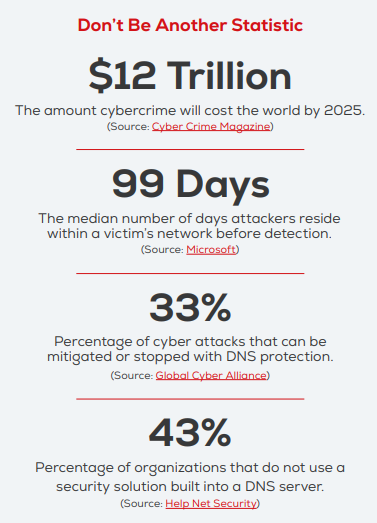 Don't Be Another Statistic
$12 Trillion
The amount cybercrime will cost the world by 2025.
(Source: Cyber Crime Magazine)
99 Days
The median number of days attackers reside
within a victim's network before detection.
(Source: Microsoft)
33%
Percentage of cyber attacks that can be
mitigated or stopped with DNS protection.
(Source: Global Cyber Alliance)
43%
Percentage of organizations that do not use a
security solution built into a DNS server.
(Source: Help Net Security)